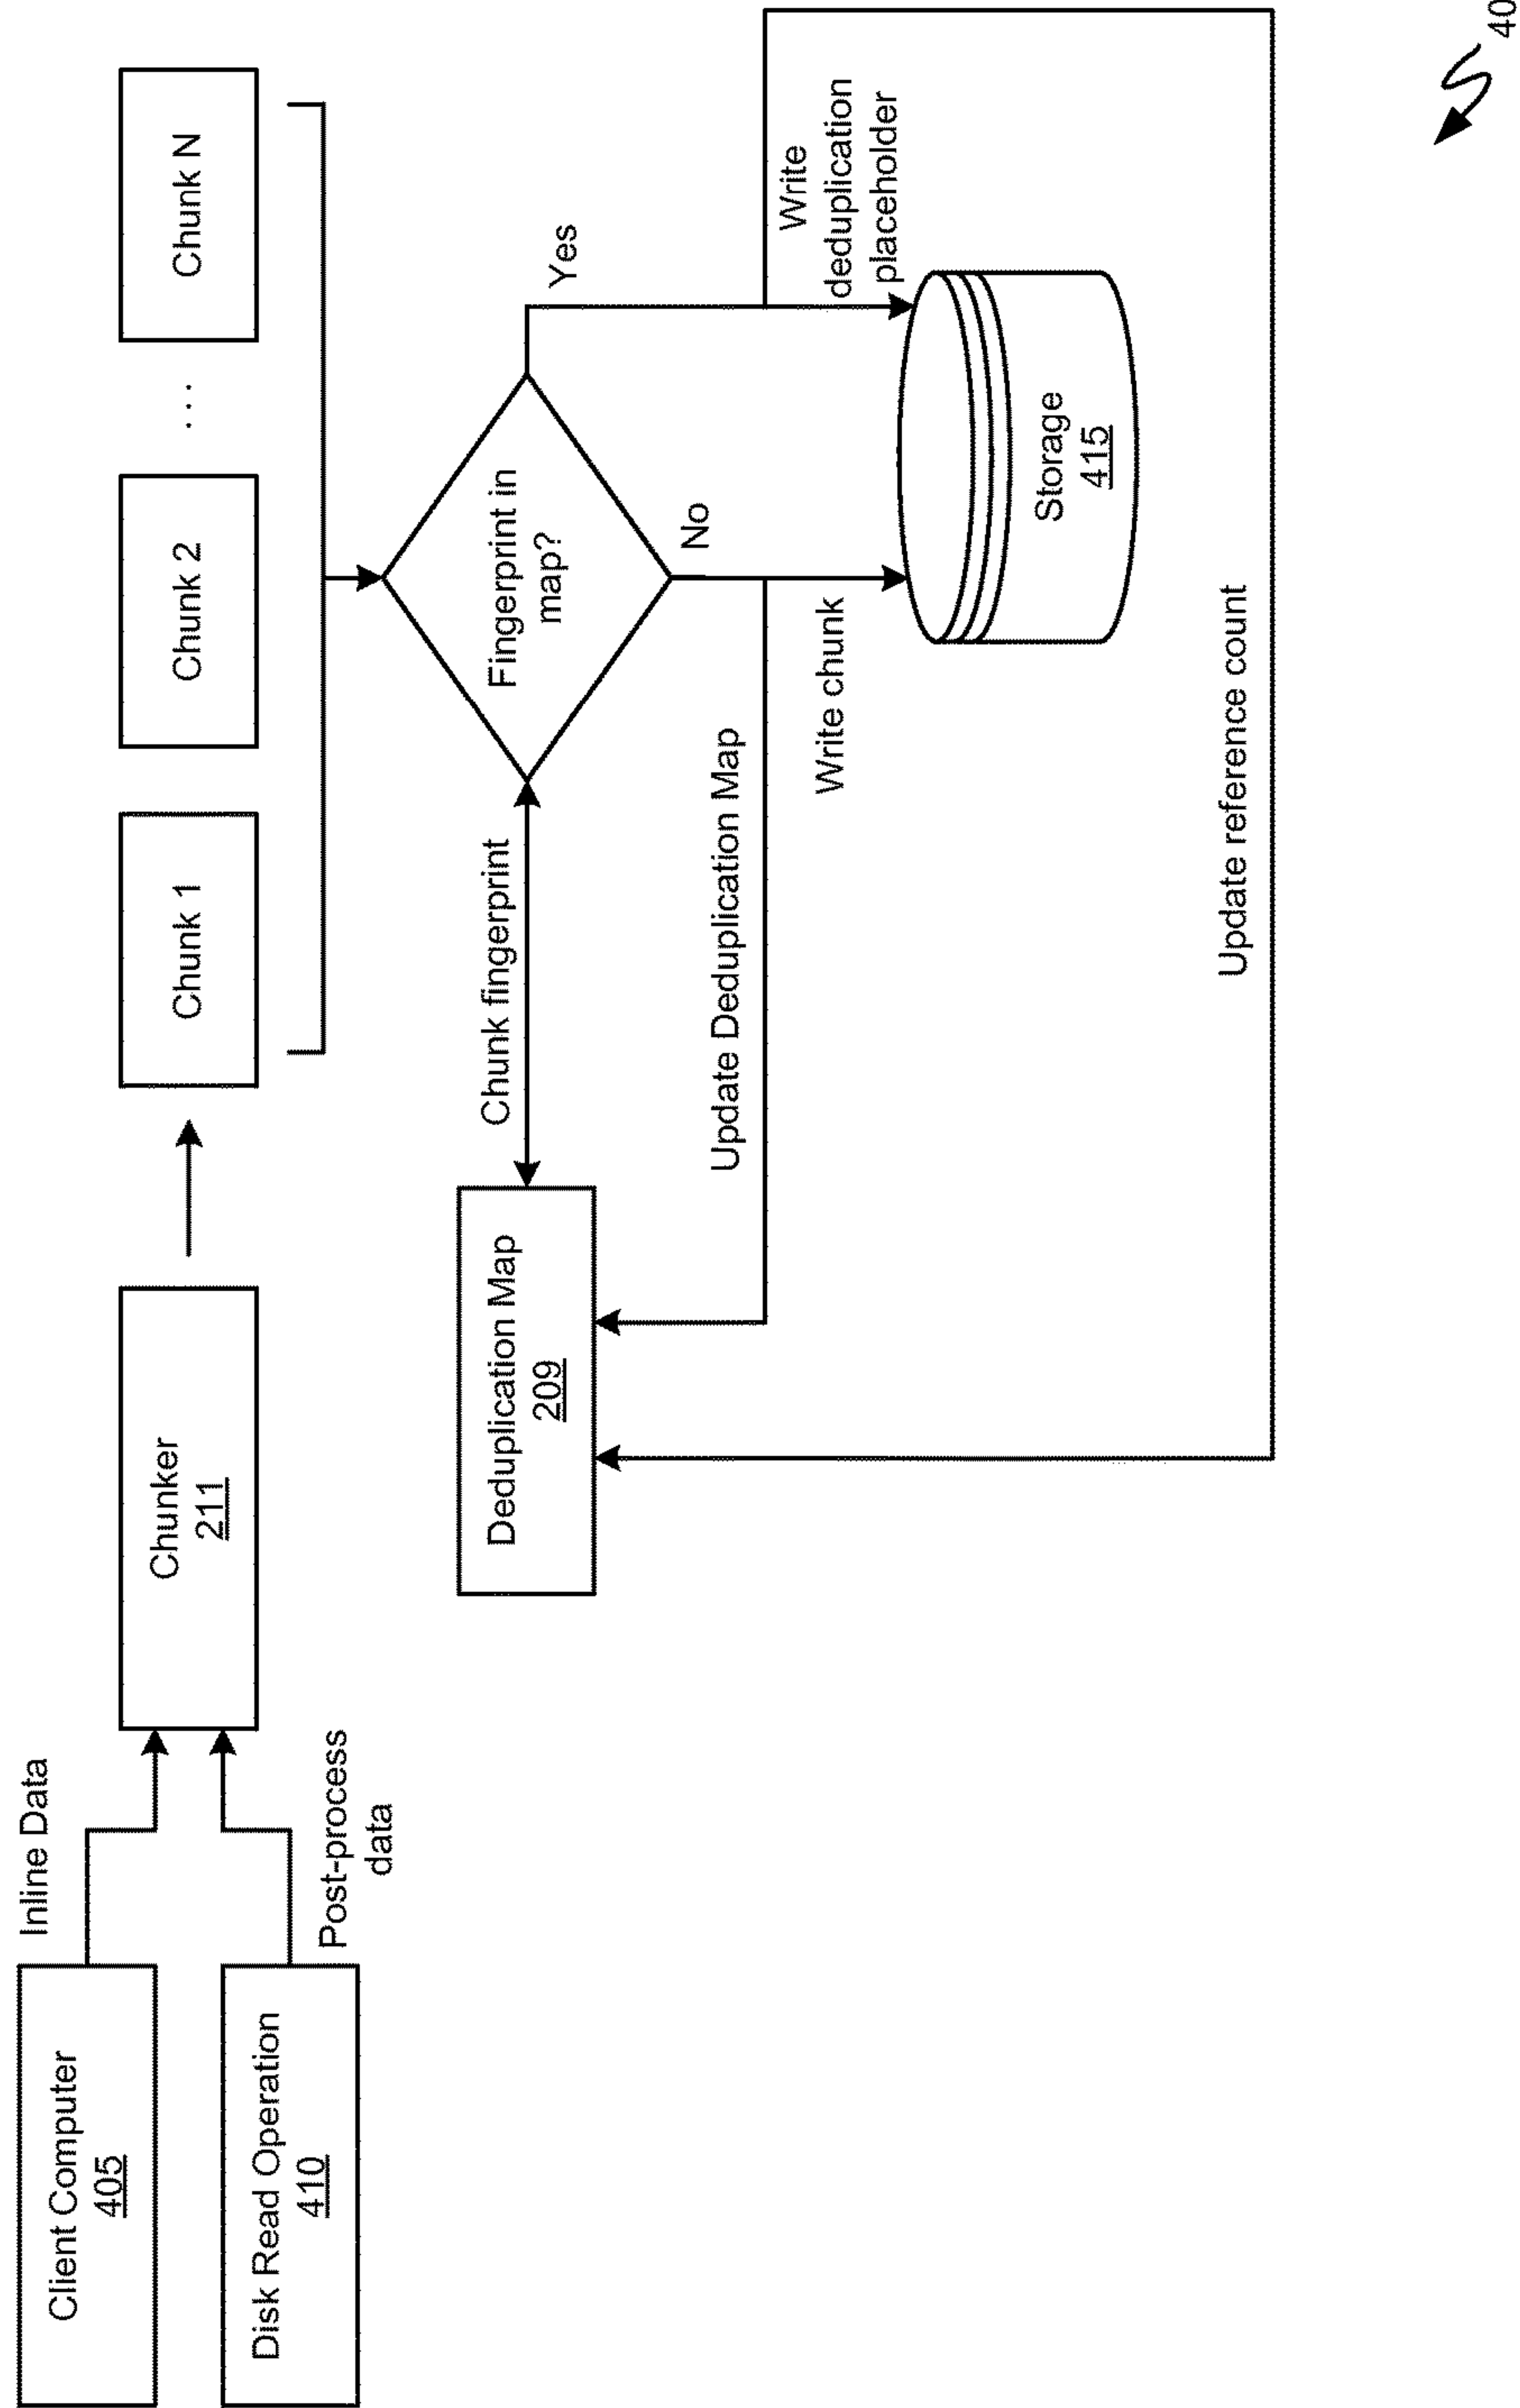 Client Computer
405
Inline Data
Disk Read Operation
410
Post-process
data
Chunker
211
Chunk 1
Chunk 2
...
Chunk N
Deduplication Map
209
Chunk fingerprint
Fingerprint in
map?
Yes
No
Update Deduplication Map
Write chunk
Write
deduplication
placeholder
Storage
415
Update reference count
40